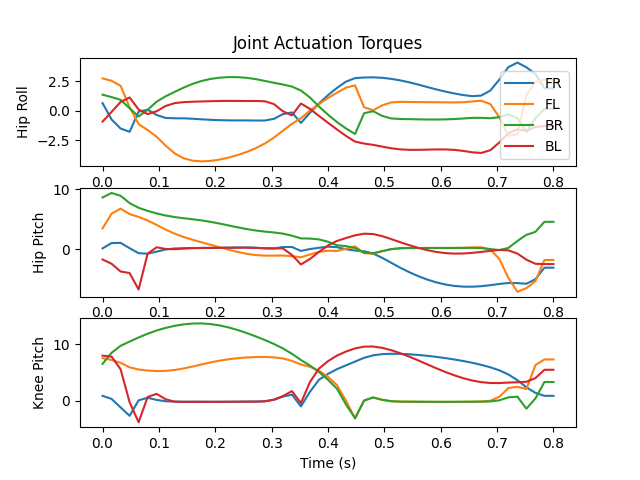 Joint Actuation Torques
Hip Roll
2.5
0.0
−2.5
FR
FL
BR
BL
0.0 0.1 0.2 0.3 0.4 0.5 0.6 0.7 0.8
Hip Pitch
10
0
0.0 0.1 0.2 0.3 0.4 0.5 0.6 0.7 0.8
Knee Pitch
10
0
0.0 0.1 0.2 0.3 0.4 0.5 0.6 0.7 0.8
Time (s)